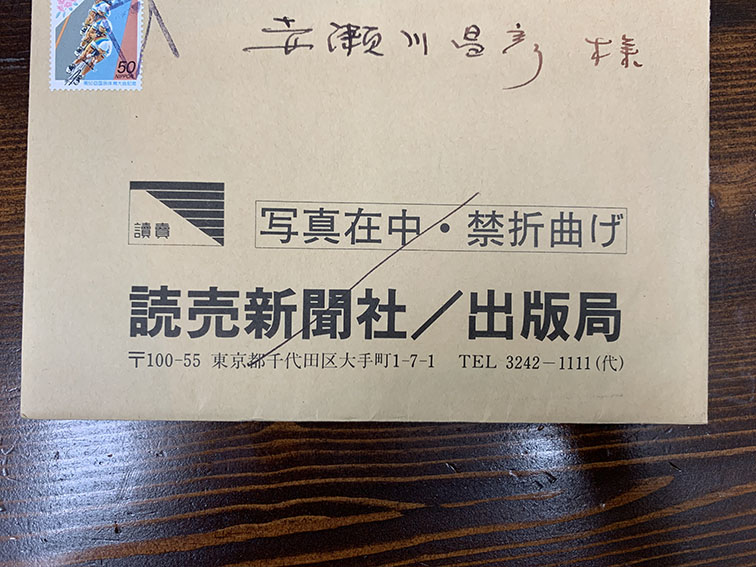 赤瀬川昌彦 様
50
NIPPON
讀賣
写真在中・禁折曲げ
読売新聞社／出版局
〒100-55 東京都千代田区大手町1-7-1 TEL 3242-1111(代)